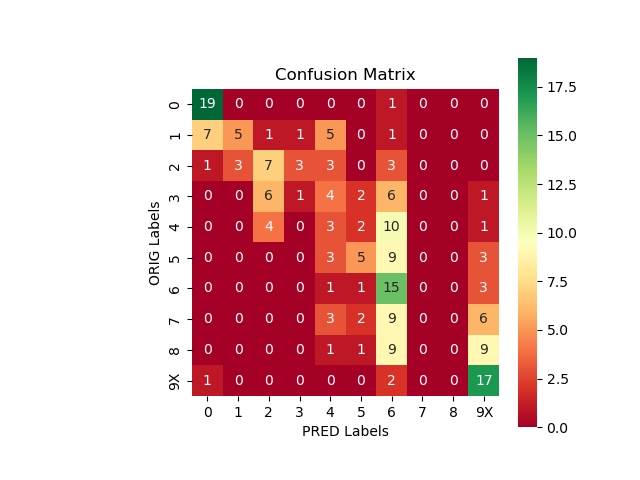 Confusion Matrix
ORIG Labels
0 19 0 0 0 0 0 1 0 0 0
1 7 5 1 1 5 0 1 0 0 0
2 1 3 7 3 3 0 3 0 0 0
3 0 0 6 1 4 2 6 0 0 1
4 0 0 4 0 3 2 10 0 0 1
5 0 0 0 0 3 5 9 0 0 3
6 0 0 0 0 1 1 15 0 0 3
7 0 0 0 0 3 2 9 0 0 6
8 0 0 0 0 1 1 9 0 0 9
9X 1 0 0 0 0 0 2 0 0 17
0 1 2 3 4 5 6 7 8 9X
PRED Labels
17.5
15.0
12.5
10.0
7.5
5.0
2.5
0.0